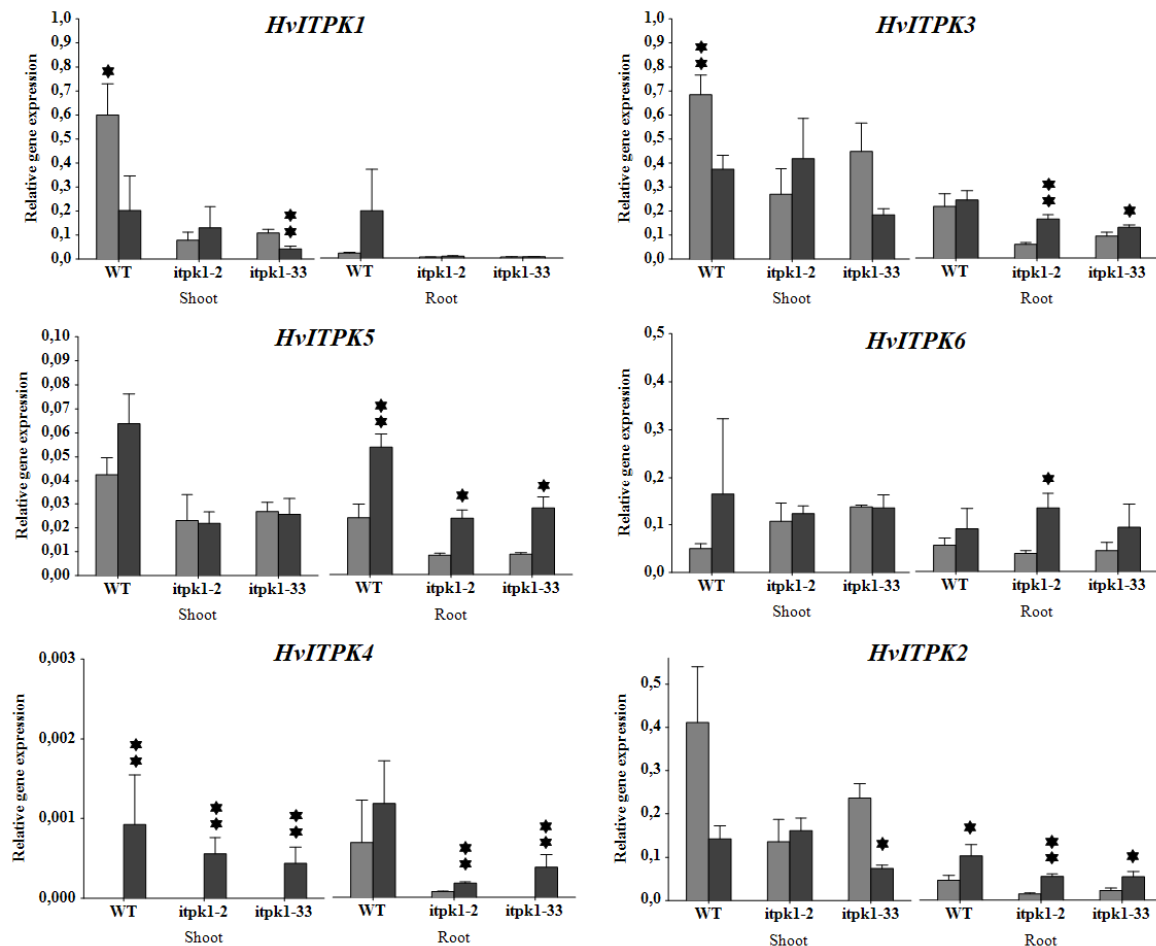 HvITPK1
Relative gene expression
1,0
0,9
0,8
0,7
0,6
0,5
0,4
0,3
0,2
0,1
0,0
WT itpk1-2 itpk1-33 WT itpk1-2 itpk1-33
Shoot Root
HvITPK3
Relative gene expression
1,0
0,9
0,8
0,7
0,6
0,5
0,4
0,3
0,2
0,1
0,0
WT itpk1-2 itpk1-33 WT itpk1-2 itpk1-33
Shoot Root
HvITPK5
Relative gene expression
0,10
0,09
0,08
0,07
0,06
0,05
0,04
0,03
0,02
0,01
0,00
WT itpk1-2 itpk1-33 WT itpk1-2 itpk1-33
Shoot Root
HvITPK6
Relative gene expression
0,5
0,4
0,3
0,2
0,1
0,0
WT itpk1-2 itpk1-33 WT itpk1-2 itpk1-33
Shoot Root
HvITPK4
Relative gene expression
0,003
0,002
0,001
0,000
WT itpk1-2 itpk1-33 WT itpk1-2 itpk1-33
Shoot Root
HvITPK2
Relative gene expression
0,5
0,4
0,3
0,2
0,1
0,0
WT itpk1-2 itpk1-33 WT itpk1-2 itpk1-33
Shoot Root